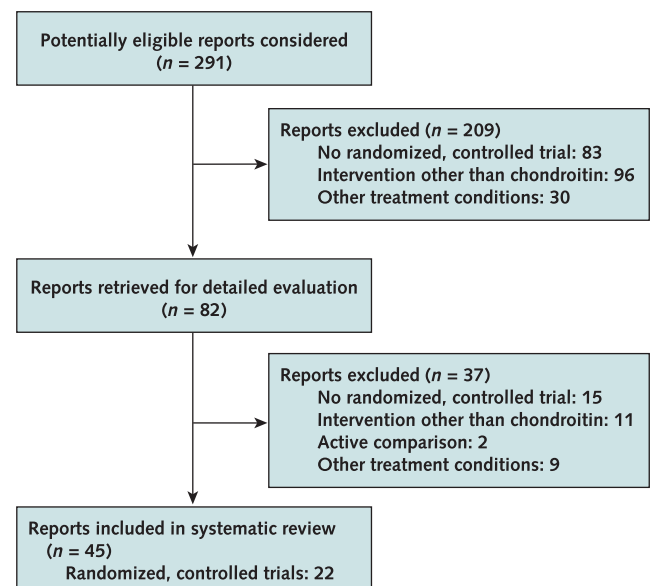 Potentially eligible reports considered
(n = 291)
Reports excluded (n = 209)
No randomized, controlled trial: 83
Intervention other than chondroitin: 96
Other treatment conditions: 30
Reports retrieved for detailed evaluation
(n = 82)
Reports excluded (n = 37)
No randomized, controlled trial: 15
Intervention other than chondroitin: 11
Active comparison: 2
Other treatment conditions: 9
Reports included in systematic review
(n = 45)
Randomized, controlled trials: 22